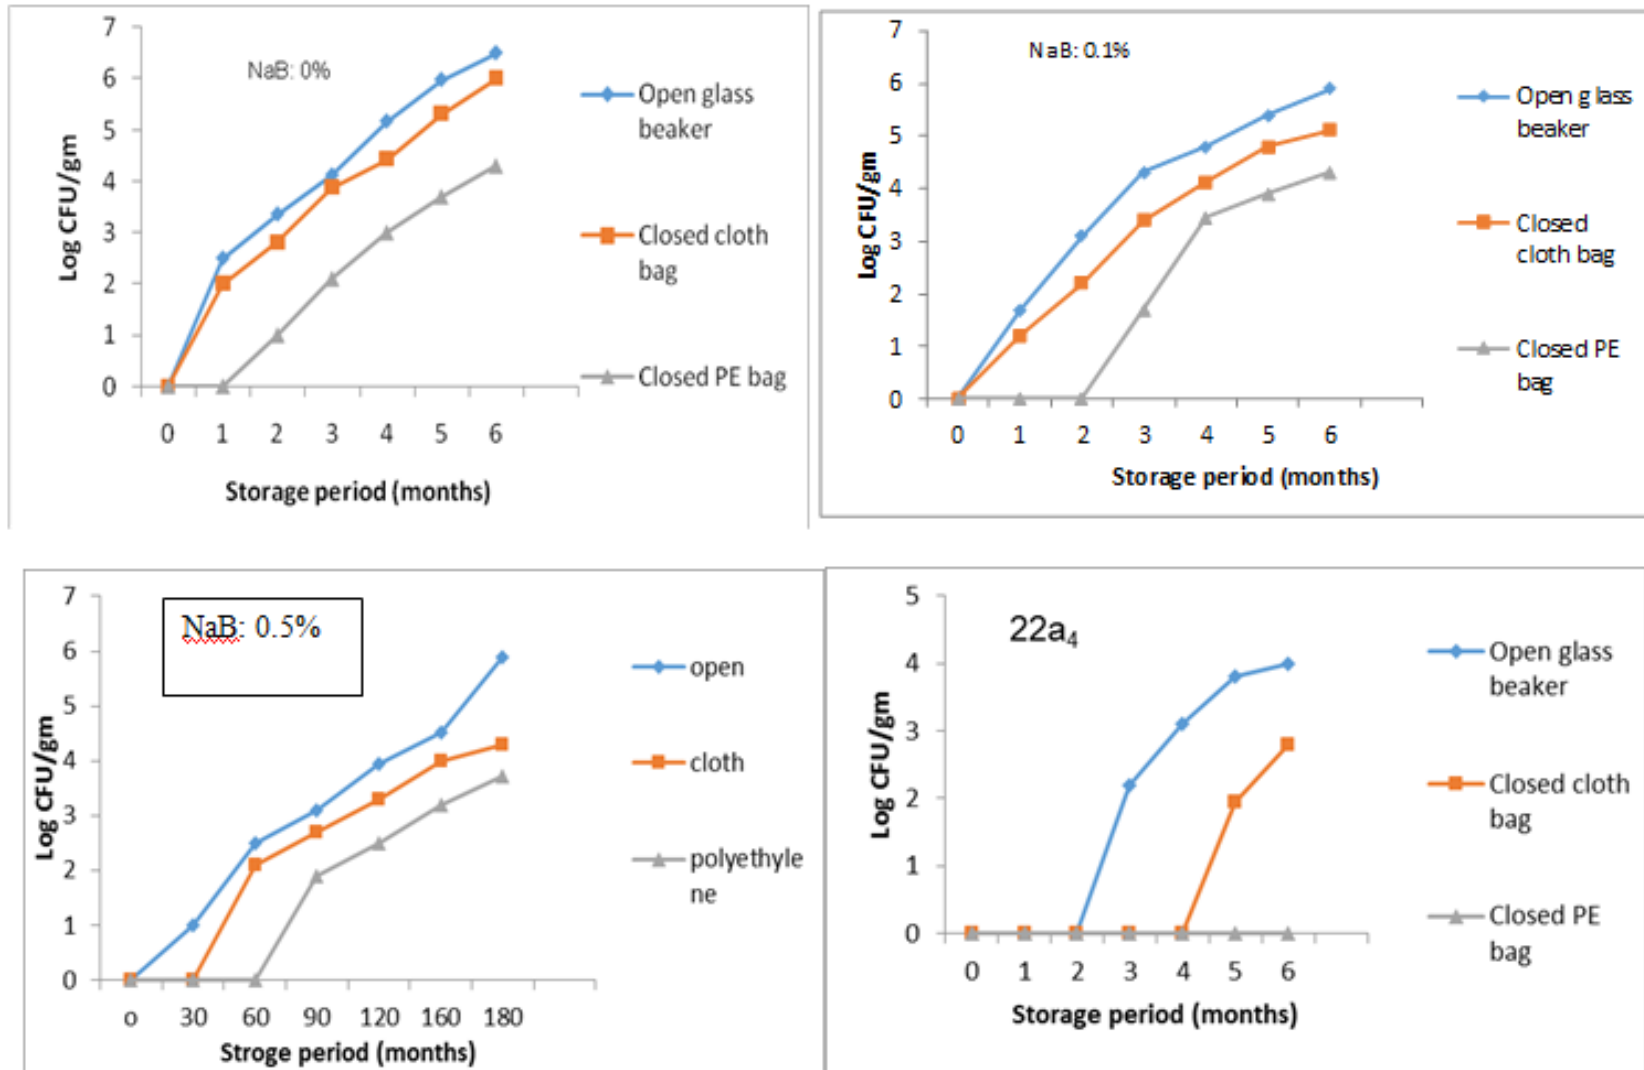 7
6
5
4
3
2
1
0
Log CFU/gm
NaB: 0%
0 1 2 3 4 5 6
Storage period (months)
Open glass
beaker
Closed cloth
bag
Closed PE bag
7
6
5
4
3
2
1
0
Log CFU/gm
NaB: 0.1%
0 1 2 3 4 5 6
Storage period (months)
Open glass
beaker
Closed
cloth bag
Closed PE
bag
7
6
5
4
3
2
1
0
Log CFU/gm
NaB: 0.5%
o 30 60 90 120 160 180
Stroge period (months)
open
cloth
polyethyle
ne
5
4
3
2
1
0
Log CFU/gm
22a₄
0 1 2 3 4 5 6
Storage period (months)
Open glass
beaker
Closed cloth
bag
Closed PE
bag